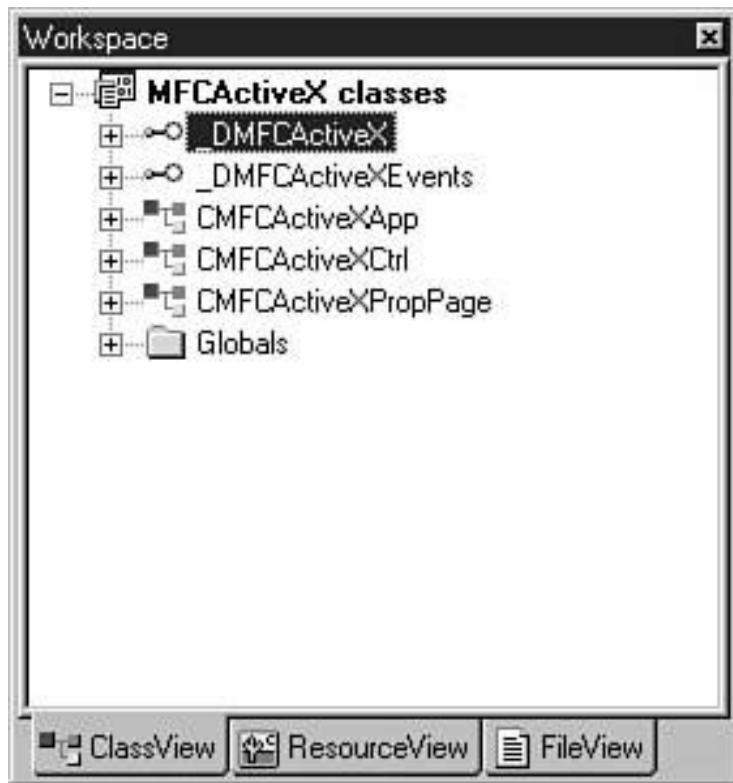 Workspace
MFCActiveX classes
_DMFCActiveX
_DMFCActiveXEvents
CMFCActiveXApp
CMFCActiveXCtrl
CMFCActiveXPropPage
Globals
ClassView ResourceView FileView